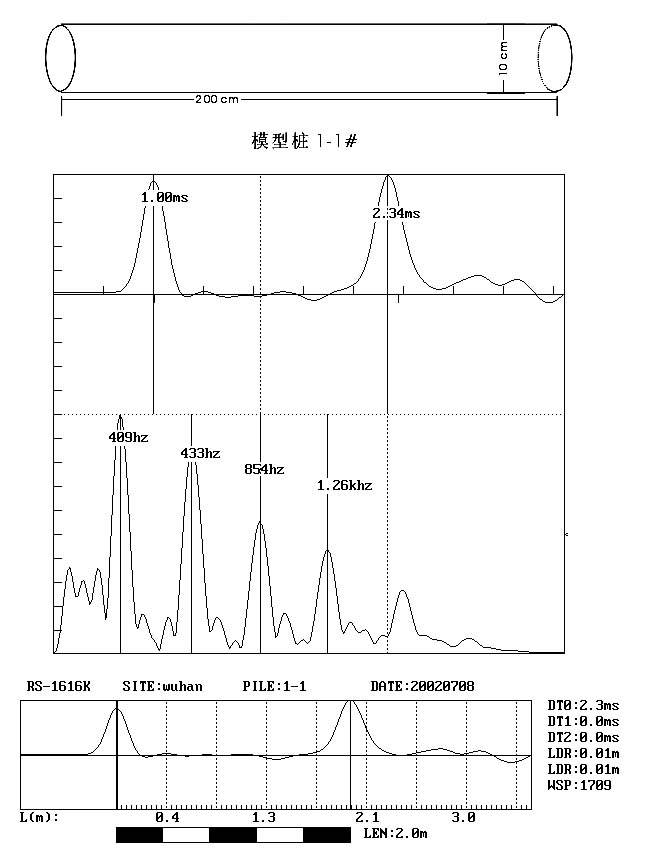 10 cm
200 cm
模型桩 1-1#
1.00ms
2.34ms
409hz
433hz
854hz
1.26khz
RS-1616K SITE:wuhan PILE:1-1 DATE:20020708
DT0:2.3ms
DT1:0.0ms
DT2:0.0ms
LDR:0.01m
LDR:0.01m
WSP:1709
L(m): 0.4 1.3 2.1 3.0
LEN:2.0m